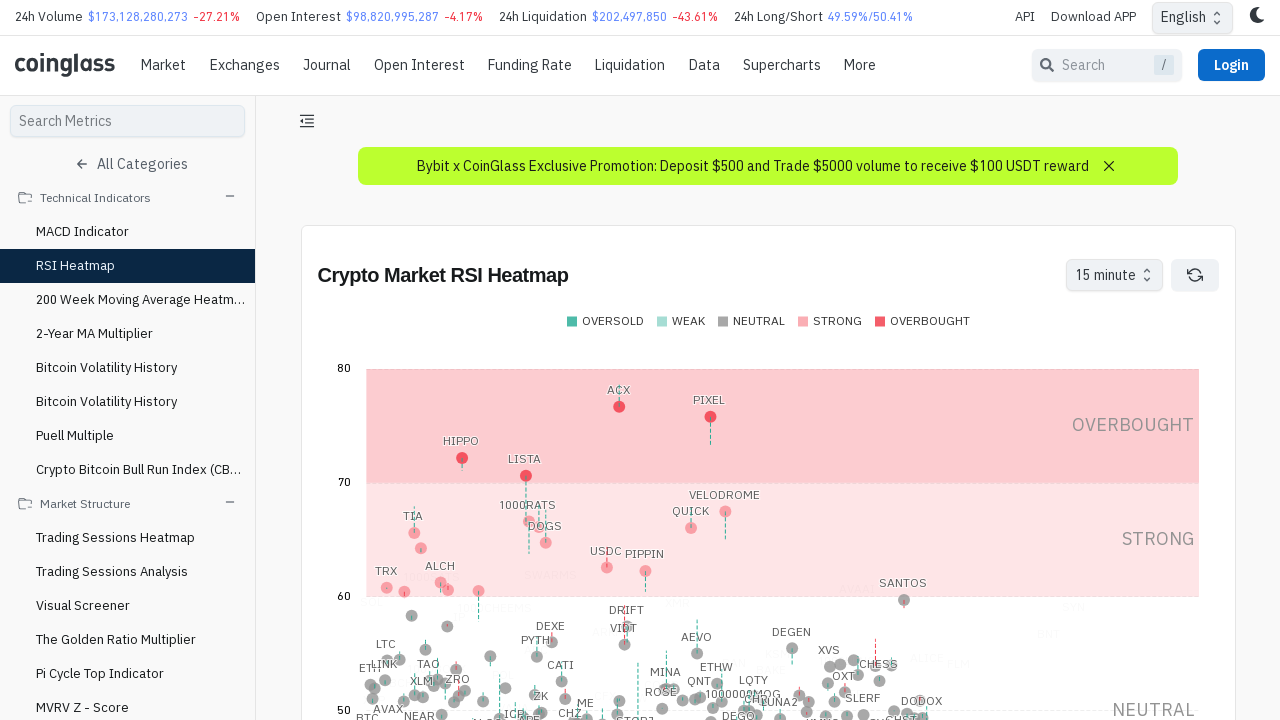 24h Volume $173,128,280,273 -27.21% Open Interest $98,820,995,287 -4.17% 24h Liquidation $202,497,850 -43.61% 24h Long/Short 49.59%/50.41% API Download APP English
coinglass Market Exchanges Journal Open Interest Funding Rate Liquidation Data Supercharts More Search / Login
Search Metrics
All Categories
Technical Indicators
MACD Indicator
RSI Heatmap
200 Week Moving Average Heatm...
2-Year MA Multiplier
Bitcoin Volatility History
Bitcoin Volatility History
Puell Multiple
Crypto Bitcoin Bull Run Index (CB...
Market Structure
Trading Sessions Heatmap
Trading Sessions Analysis
Visual Screener
The Golden Ratio Multiplier
Pi Cycle Top Indicator
MVRV Z - Score
Bybit x CoinGlass Exclusive Promotion: Deposit $500 and Trade $5000 volume to receive $100 USDT reward
Crypto Market RSI Heatmap 15 minute
OVERSOLD WEAK NEUTRAL STRONG OVERBOUGHT
80
A₵X
PIXEL
OVERBOUGHT
HIPPO
LISTA
70
VELODROME
1000RATS
QUICK
TIA
DOGS
STRONG
USDC PIPPIN
ALCH
TRX
SANTOS
60
DRIFT
DEXE VIDT
DEGEN
AEVO
PYTH
LTC
XVS
ETH LINK TAO CATI ETHW CHESS
MINA
OXT
XLM ZRO QNT LQTY
ROSE 1000000MOG
ZK SLERF
ME LUNA2 DODOX
AVAX
50 NEUTRAL
BTC NEAR ICP CHZ DEGO